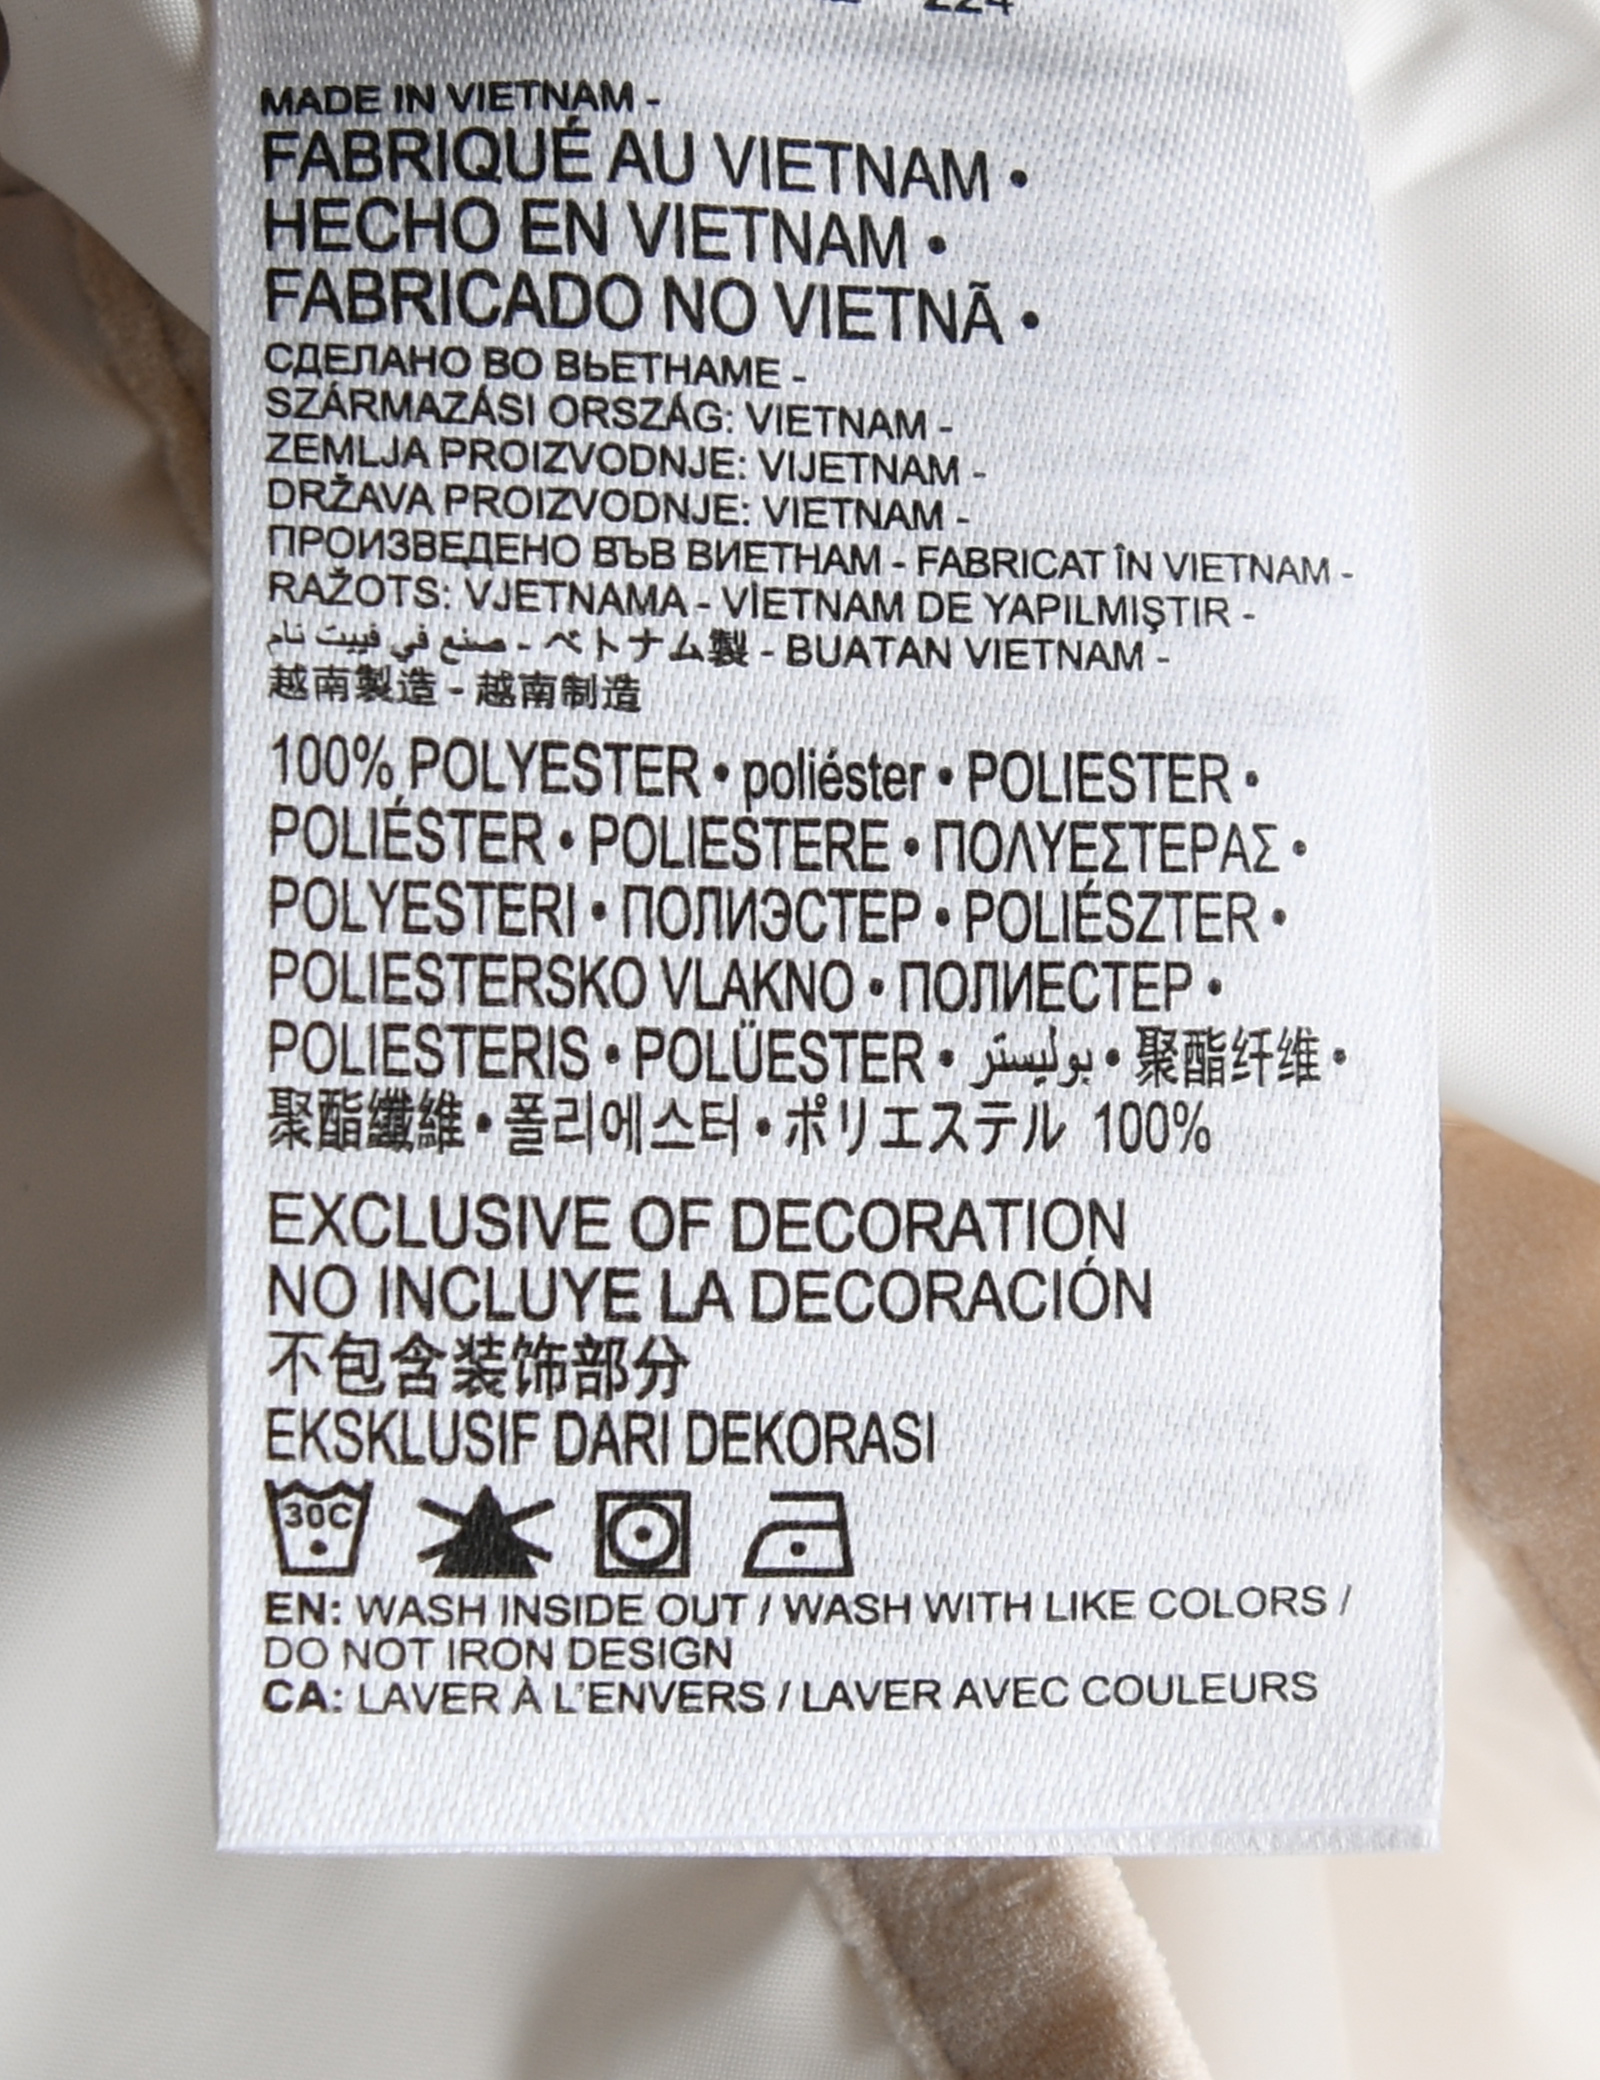 224
MADE IN VIETNAM -
FABRIQUÉ AU VIETNAM •
HECHO EN VIETNAM •
FABRICADO NO VIETNÃ •
СДЕЛАНО ВО ВЬЕТНАМЕ -
SZÁRMAZÁSI ORSZÁG: VIETNAM -
ZEMLJA PROIZVODNJE: VIJETNAM -
DRŽAVA PROIZVODNJE: VIETNAM -
ПРОИЗВЕДЕНО ВЪВ ВИЕТНАМ - FABRICAT ÎN VIETNAM -
RAŽOTS: VJETNAMA - VİETNAM DE YAPILMIŞTIR -
صنع في فييت نام - ベトナム製 - BUATAN VIETNAM -
越南製造 - 越南制造
100% POLYESTER • poliéster • POLIESTER •
POLIÉSTER • POLIESTERE • ΠΟΛΥΕΣΤΕΡΑΣ •
POLYESTERI • ПОЛИЭСТЕР • POLIÉSZTER •
POLIESTERSKO VLAKNO • ПОЛИЕСТЕР •
POLIESTERIS • POLÜESTER • بوليستر • 聚酯纤维 •
聚酯纖維 • 폴리에스터 • ポリエステル 100%
EXCLUSIVE OF DECORATION
NO INCLUYE LA DECORACIÓN
不包含装饰部分
EKSKLUSIF DARI DEKORASI
30C
EN: WASH INSIDE OUT / WASH WITH LIKE COLORS /
DO NOT IRON DESIGN
CA: LAVER À L'ENVERS / LAVER AVEC COULEURS